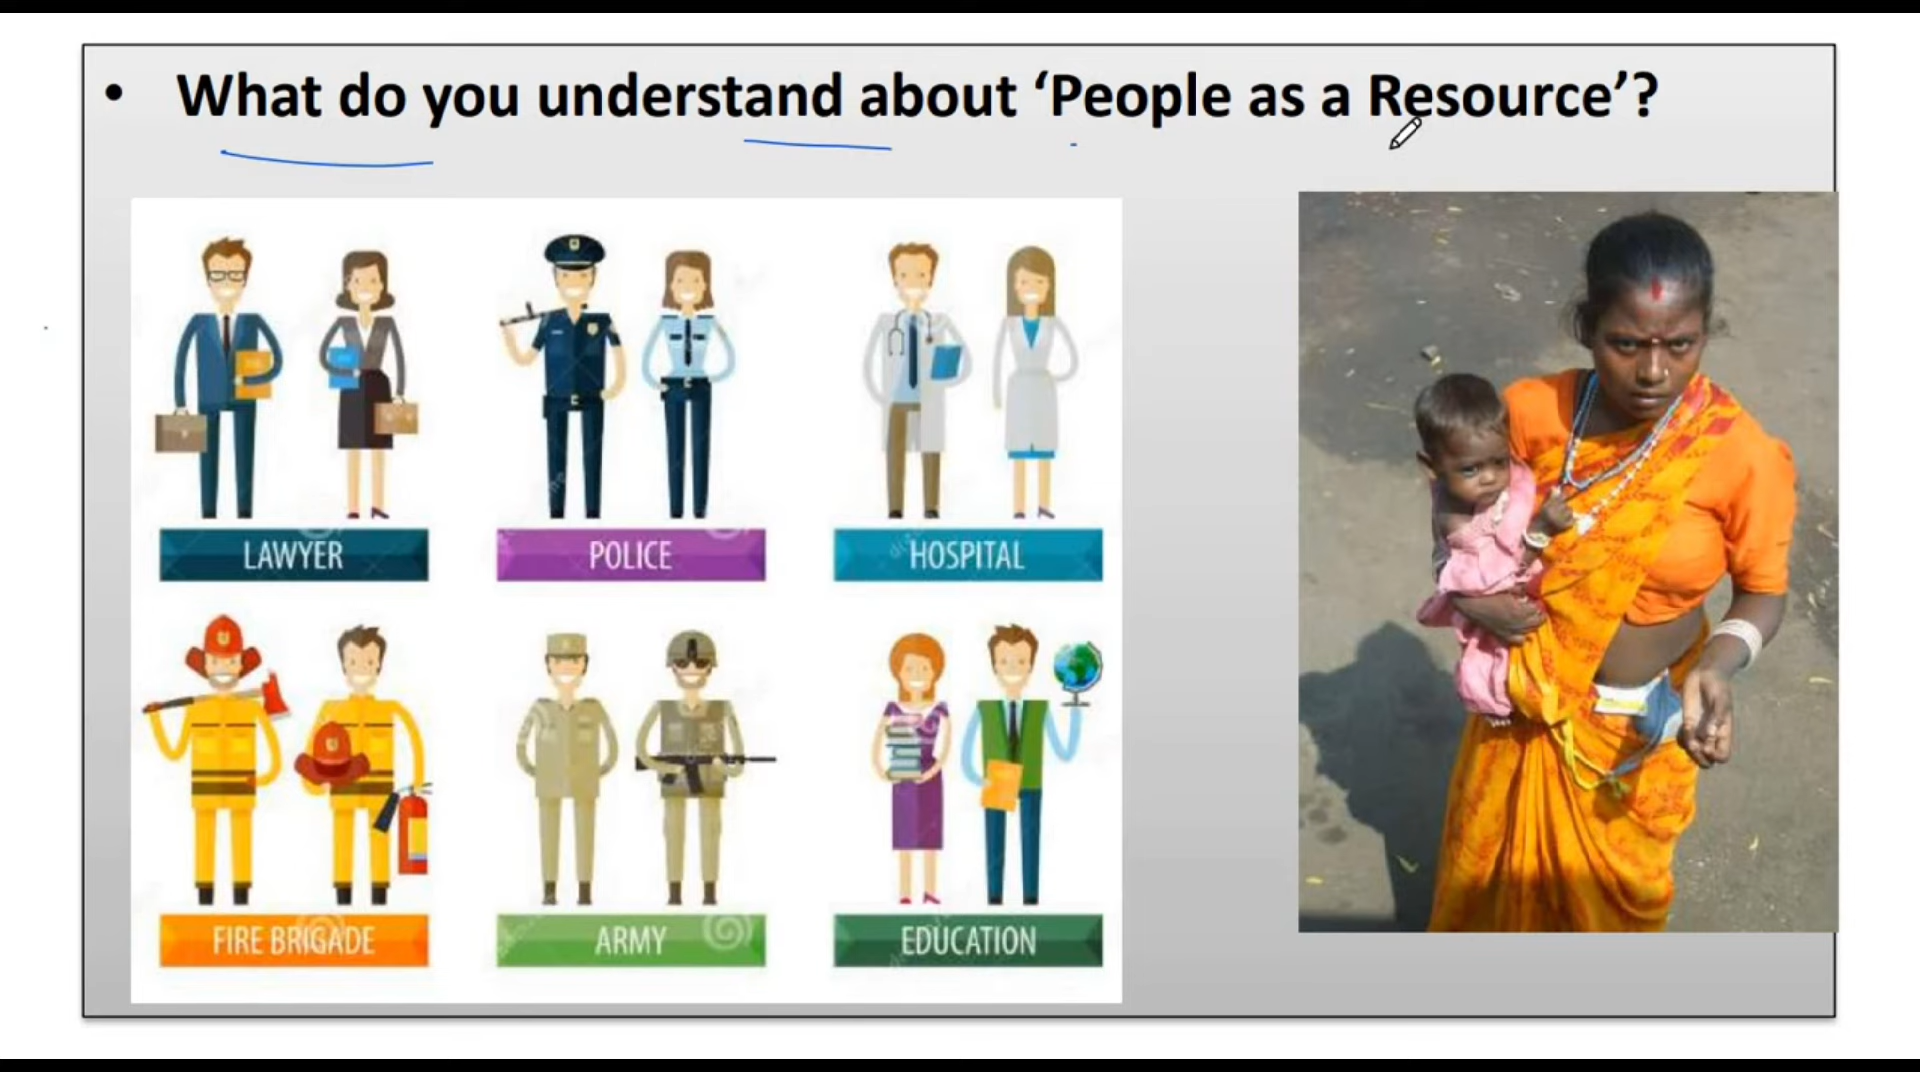 • What do you understand about ‘People as a Resource’?
LAWYER
POLICE
HOSPITAL
FIRE BRIGADE
ARMY
EDUCATION